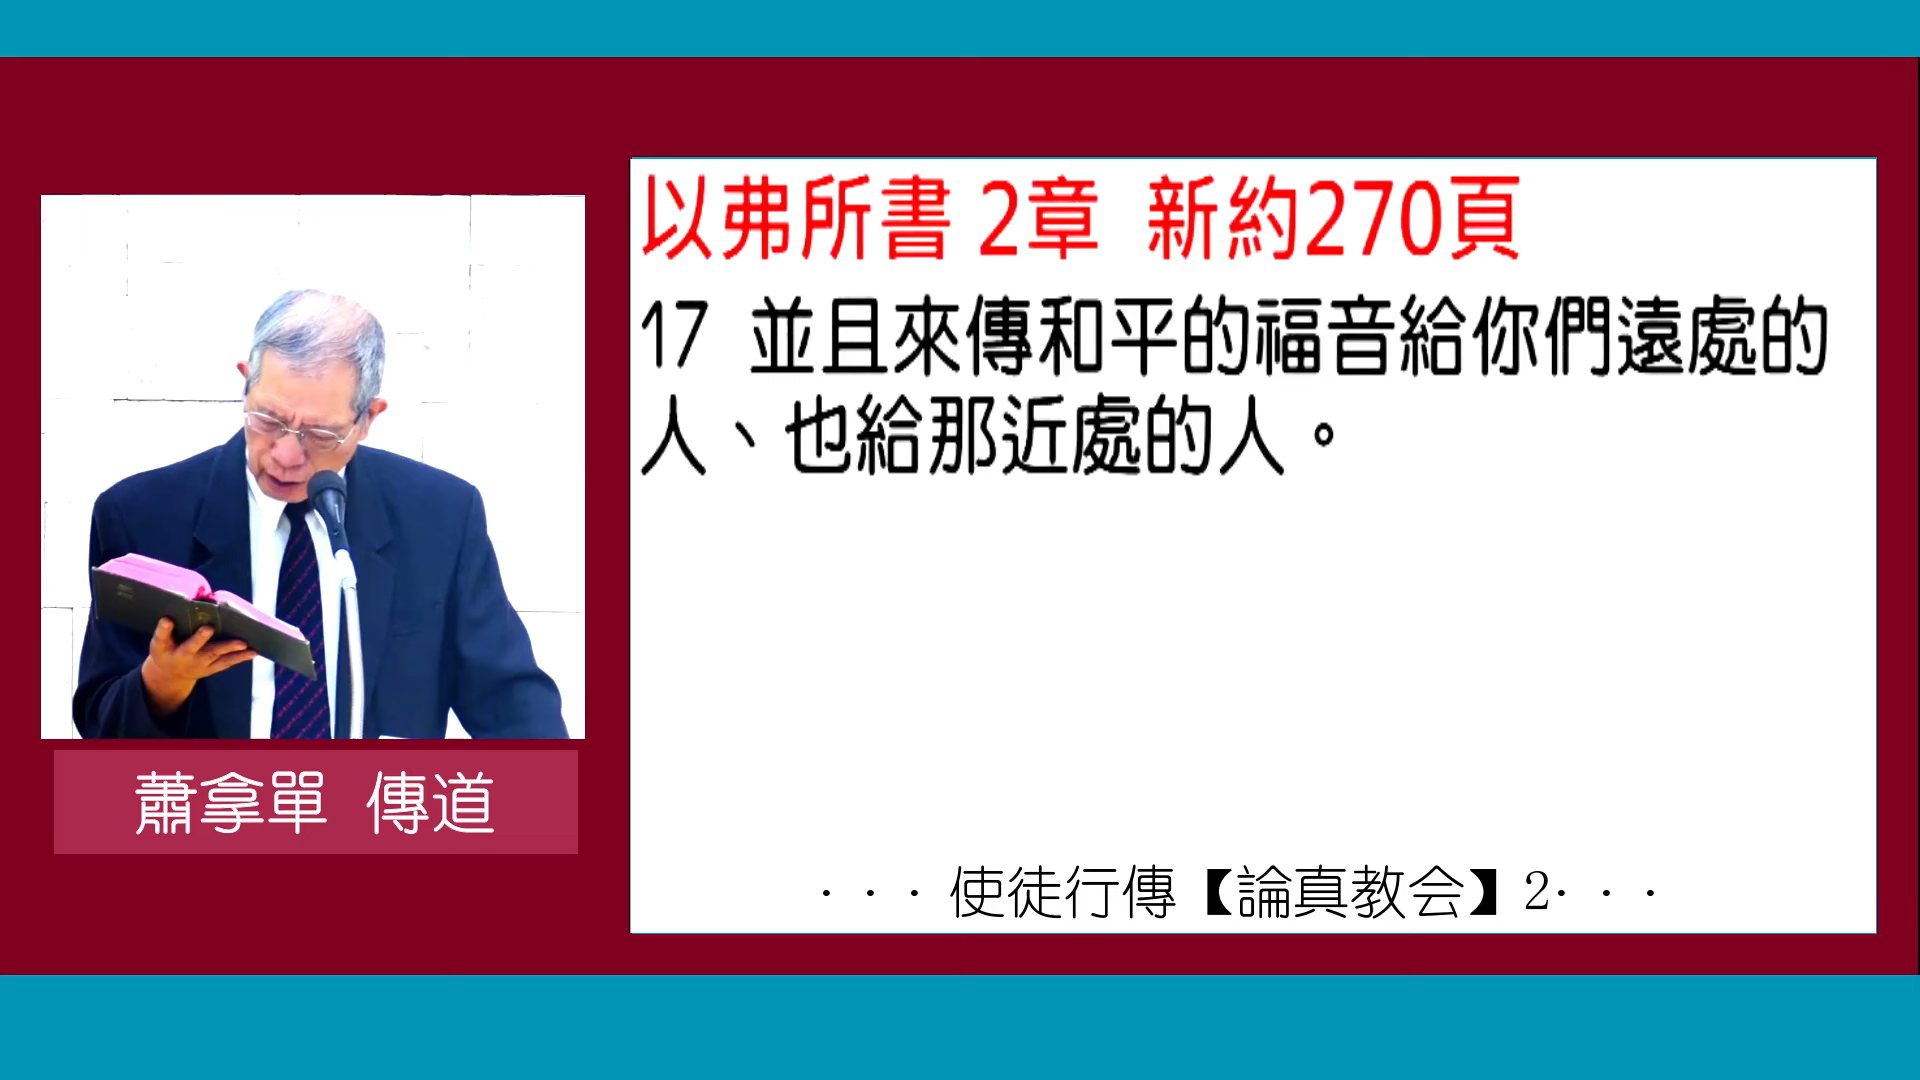 以弗所書 2章 新約270頁
17 並且來傳和平的福音給你們遠處的
人、也給那近處的人。
蕭拿單 傳道
···使徒行傳【論真教会】2···